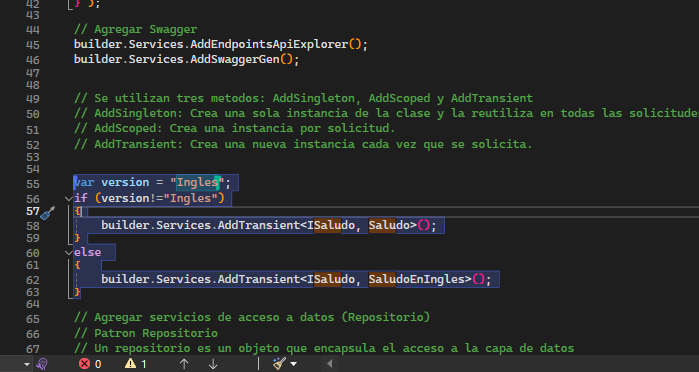 42 } );
43
44 // Agregar Swagger
45 builder.Services.AddEndpointsApiExplorer();
46 builder.Services.AddSwaggerGen();
47
48
49 // Se utilizan tres metodos: AddSingleton, AddScoped y AddTransient
50 // AddSingleton: Crea una sola instancia de la clase y la reutiliza en todas las solicitudes
51 // AddScoped: Crea una instancia por solicitud.
52 // AddTransient: Crea una nueva instancia cada vez que se solicita.
53
54
55 var version = "Ingles";
56 if (version!="Ingles")
57 {
58 builder.Services.AddTransient<ISaludo, Saludo>();
59 }
60 else
61 {
62 builder.Services.AddTransient<ISaludo, SaludoEnIngles>();
63 }
64
65 // Agregar servicios de acceso a datos (Repositorio)
66 // Patron Repositorio
67 // Un repositorio es un objeto que encapsula el acceso a la capa de datos
0 1